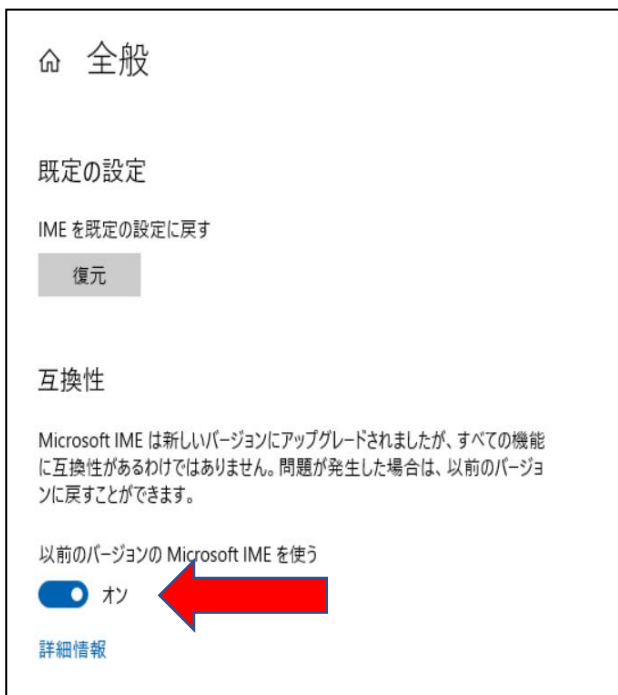 全般
既定の設定
IME を既定の設定に戻す
復元
互換性
Microsoft IME は新しいバージョンにアップグレードされましたが、すべての機能
に互換性があるわけではありません。問題が発生した場合は、以前のバージョ
ンに戻すことができます。
以前のバージョンの Microsoft IME を使う
オン
詳細情報